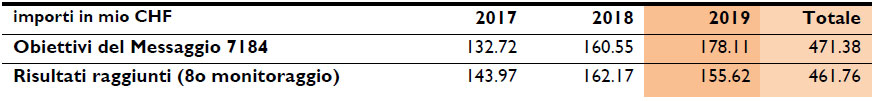 importi in mio CHF 2017 2018 2019 Totale
Obiettivi del Messaggio 7184 132.72 160.55 178.11 471.38
Risultati raggiunti (8o monitoraggio) 143.97 162.17 155.62 461.76